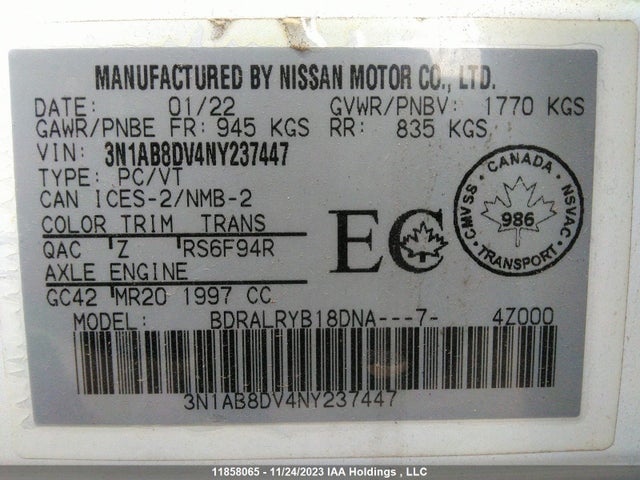 MANUFACTURED BY NISSAN MOTOR CO., LTD.
DATE: 01/22 GVWR/PNBV: 1770 KGS
GAWR/PNBE FR: 945 KGS RR: 835 KGS
VIN: 3N1AB8DV4NY237447
TYPE: PC/VT
CAN ICES-2/NMB-2
COLOR TRIM TRANS
QAC Z RS6F94R
AXLE ENGINE
GC42 MR20 1997 CC
EC
CANADA
CMVSS 986 NSVAC
TRANSPORT
MODEL: BDRALRYB18DNA---7- 4Z000
3N1AB8DV4NY237447
11858065 - 11/24/2023 IAA Holdings , LLC